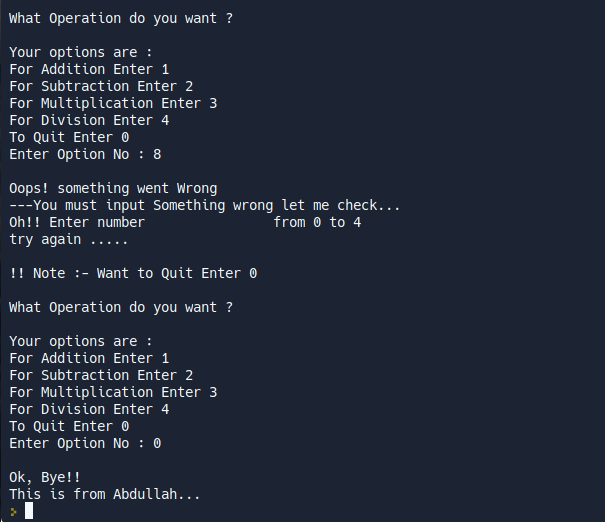 What Operation do you want ?
Your options are :
For Addition Enter 1
For Subtraction Enter 2
For Multiplication Enter 3
For Division Enter 4
To Quit Enter 0
Enter Option No : 8
Oops! something went Wrong
---You must input Something wrong let me check...
Oh!! Enter number                from 0 to 4
try again .....
!! Note :- Want to Quit Enter 0
What Operation do you want ?
Your options are :
For Addition Enter 1
For Subtraction Enter 2
For Multiplication Enter 3
For Division Enter 4
To Quit Enter 0
Enter Option No : 0
Ok, Bye!!
This is from Abdullah...